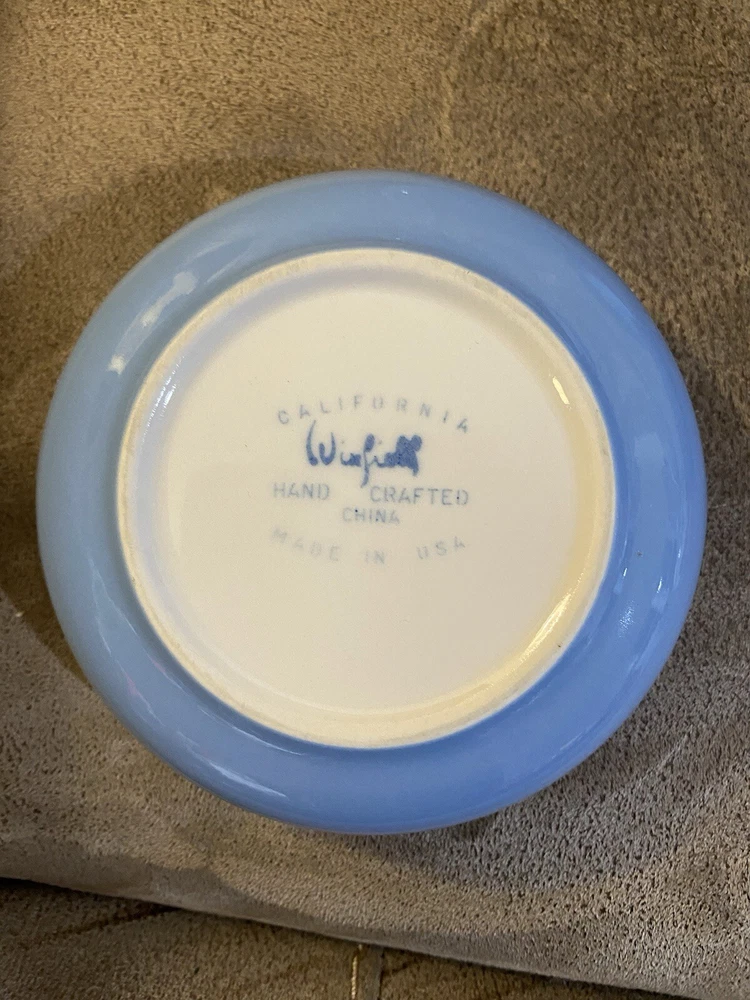 CALIFORNIA
Winfield
HAND CRAFTED
CHINA
MADE IN USA